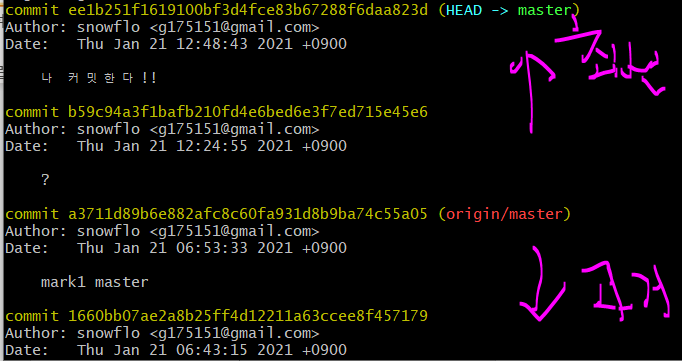 commit ee1b251f1619100bf3d4fce83b67288f6daa823d (HEAD -> master)
Author: snowflo <g175151@gmail.com>
Date:   Thu Jan 21 12:48:43 2021 +0900
나 커밋한다!!
commit b59c94a3f1bafb210fd4e6bed6e3f7ed715e45e6
Author: snowflo <g175151@gmail.com>
Date:   Thu Jan 21 12:24:55 2021 +0900
?
commit a3711d89b6e882afc8c60fa931d8b9ba74c55a05 (origin/master)
Author: snowflo <g175151@gmail.com>
Date:   Thu Jan 21 06:53:33 2021 +0900
↓ 과거
mark1 master
commit 1660bb07ae2a8b25ff4d12211a63ccee8f457179
Author: snowflo <g175151@gmail.com>
Date:   Thu Jan 21 06:43:15 2021 +0900